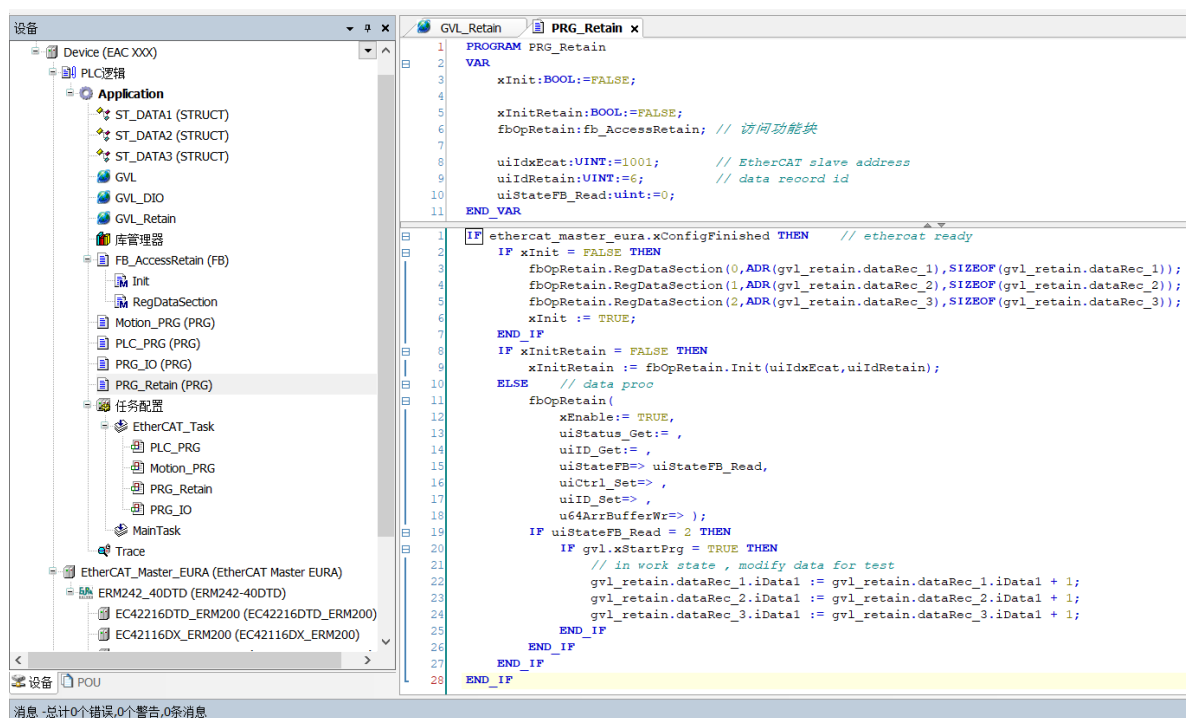 设备
Device (EAC XXX)
PLC逻辑
Application
ST_DATA1 (STRUCT)
ST_DATA2 (STRUCT)
ST_DATA3 (STRUCT)
GVL
GVL_DIO
GVL_Retain
库管理器
FB_AccessRetain (FB)
Init
RegDataSection
Motion_PRG (PRG)
PLC_PRG (PRG)
PRG_IO (PRG)
PRG_Retain (PRG)
任务配置
EtherCAT_Task
PLC_PRG
Motion_PRG
PRG_Retain
PRG_IO
MainTask
Trace
EtherCAT_Master_EURA (EtherCAT Master EURA)
ERM242_40DTD (ERM242-40DTD)
EC42216DTD_ERM200 (EC42216DTD_ERM200)
EC42116DX_ERM200 (EC42116DX_ERM200)
设备 POU
GVL_Retain PRG_Retain
1 PROGRAM PRG_Retain
2 VAR
3 xInit:BOOL:=FALSE;
4
5 xInitRetain:BOOL:=FALSE;
6 fbOpRetain:fb_AccessRetain; // 访问功能块
7
8 uiIdxEcat:UINT:=1001; // EtherCAT slave address
9 uiIdRetain:UINT:=6; // data record id
10 uiStateFB_Read:uint:=0;
11 END_VAR
1 IF ethercat_master_eura.xConfigFinished THEN // ethercat ready
2 IF xInit = FALSE THEN
3 fbOpRetain.RegDataSection(0,ADR(gvl_retain.dataRec_1),SIZEOF(gvl_retain.dataRec_1));
4 fbOpRetain.RegDataSection(1,ADR(gvl_retain.dataRec_2),SIZEOF(gvl_retain.dataRec_2));
5 fbOpRetain.RegDataSection(2,ADR(gvl_retain.dataRec_3),SIZEOF(gvl_retain.dataRec_3));
6 xInit := TRUE;
7 END_IF
8 IF xInitRetain = FALSE THEN
9 xInitRetain := fbOpRetain.Init(uiIdxEcat,uiIdRetain);
10 ELSE // data proc
11 fbOpRetain(
12 xEnable:= TRUE,
13 uiStatus_Get:= ,
14 uiID_Get:= ,
15 uiStateFB=> uiStateFB_Read,
16 uiCtrl_Set=> ,
17 uiID_Set=> ,
18 u64ArrBufferWr=> );
19 IF uiStateFB_Read = 2 THEN
20 IF gvl.xStartPrg = TRUE THEN
21 // in work state , modify data for test
22 gvl_retain.dataRec_1.iData1 := gvl_retain.dataRec_1.iData1 + 1;
23 gvl_retain.dataRec_2.iData1 := gvl_retain.dataRec_2.iData1 + 1;
24 gvl_retain.dataRec_3.iData1 := gvl_retain.dataRec_3.iData1 + 1;
25 END_IF
26 END_IF
27 END_IF
28 END_IF
消息 -总计0个错误,0个警告,0条消息